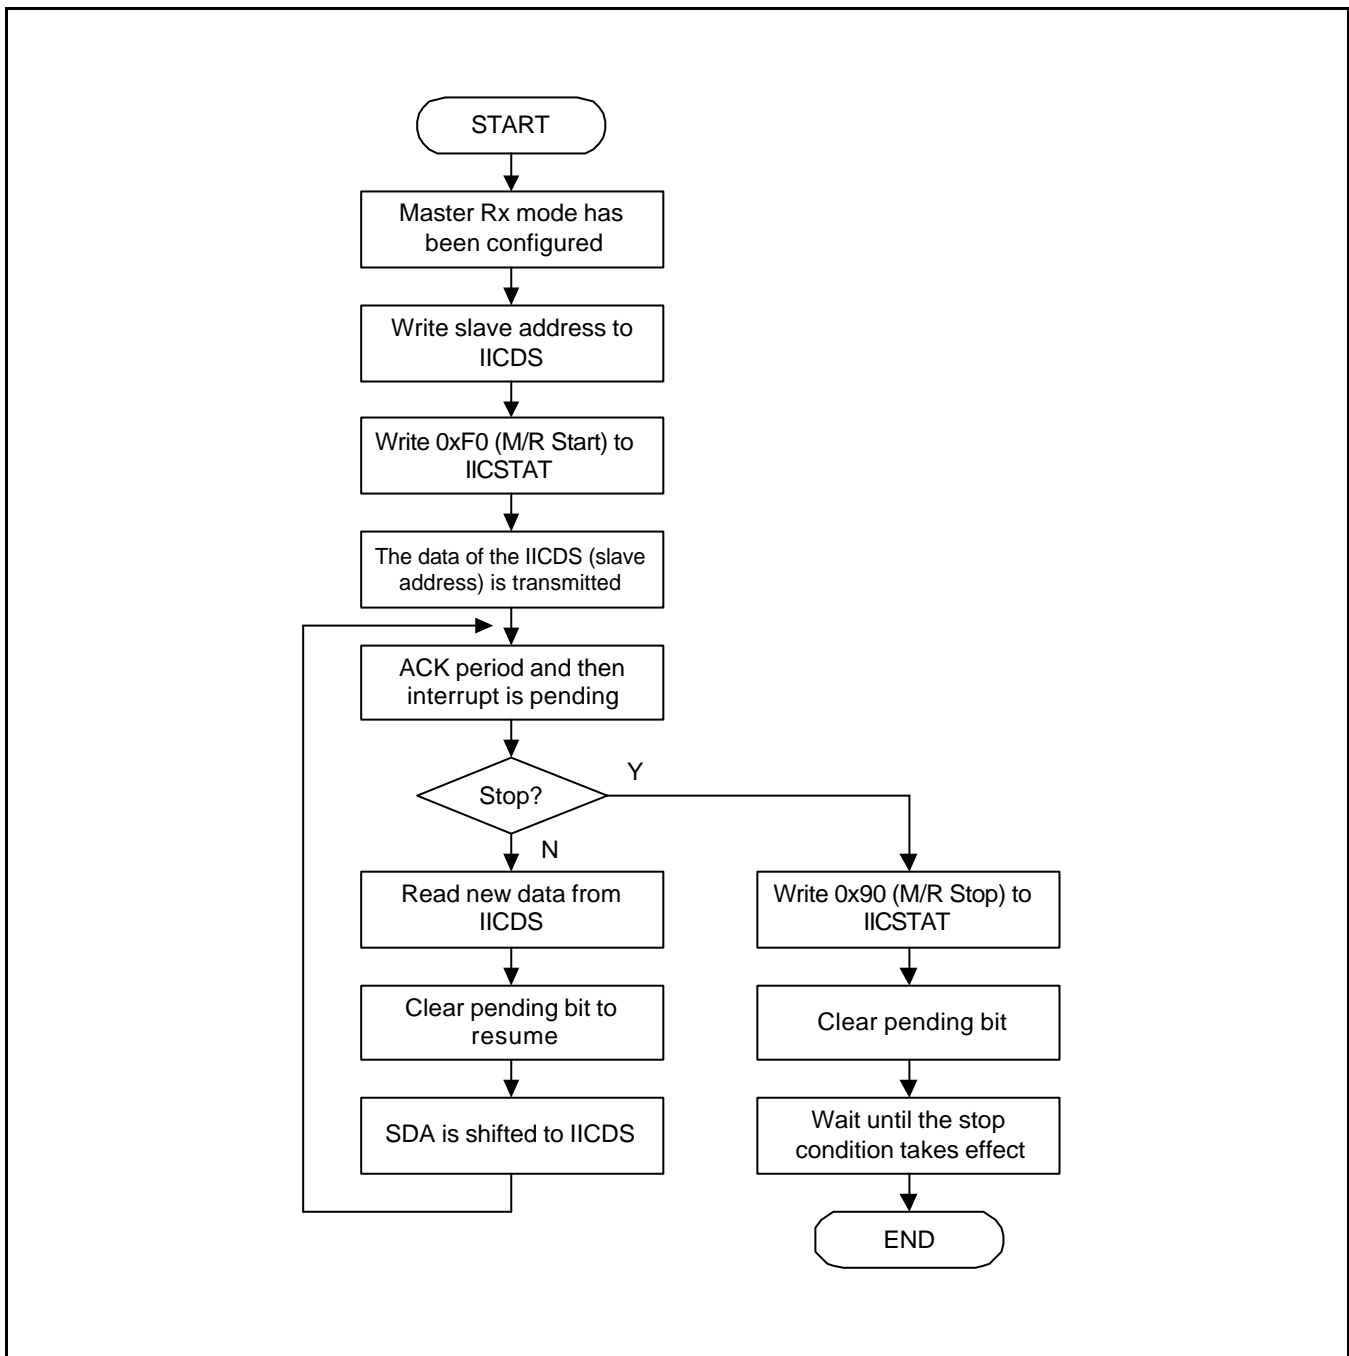 START
Master Rx mode has
been configured
Write slave address to
IICDS
Write 0xF0 (M/R Start) to
IICSTAT
The data of the IICDS (slave
address) is transmitted
ACK period and then
interrupt is pending
Stop?
Y
N
Read new data from
IICDS
Clear pending bit to
resume
SDA is shifted to IICDS
Write 0x90 (M/R Stop) to
IICSTAT
Clear pending bit
Wait until the stop
condition takes effect
END